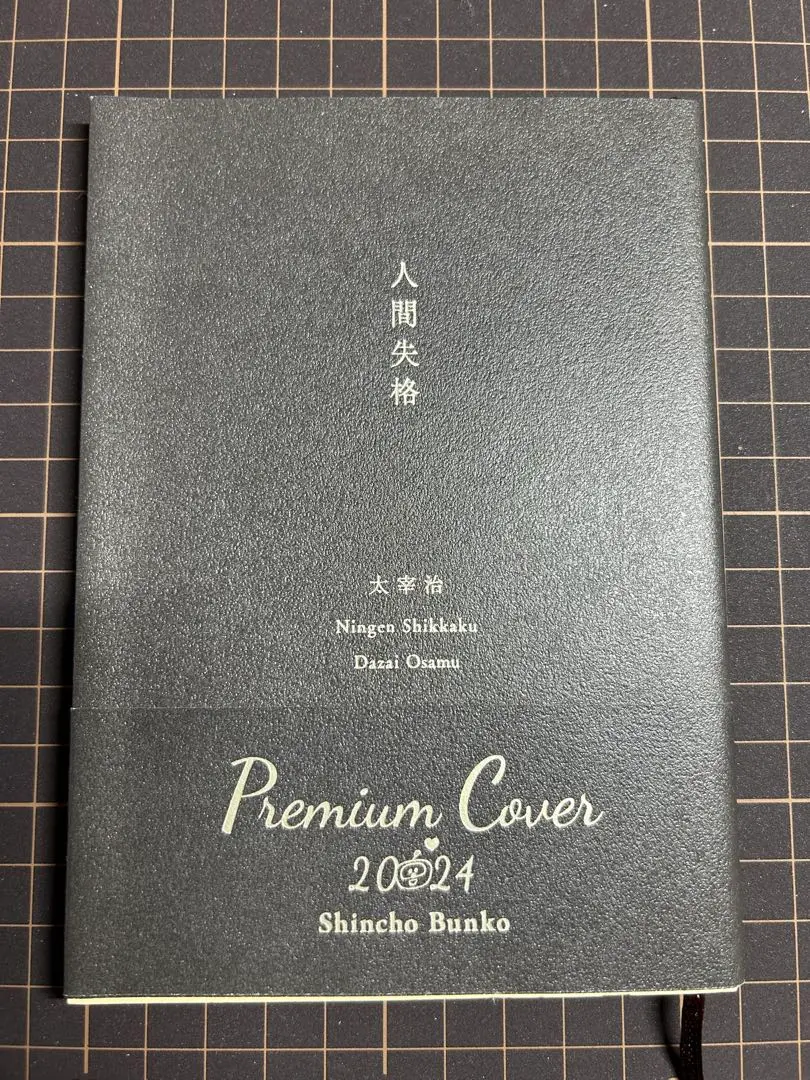 人間失格
太宰治
Ningen Shikkaku
Dazai Osamu
Premium Cover
2024
Shincho Bunko